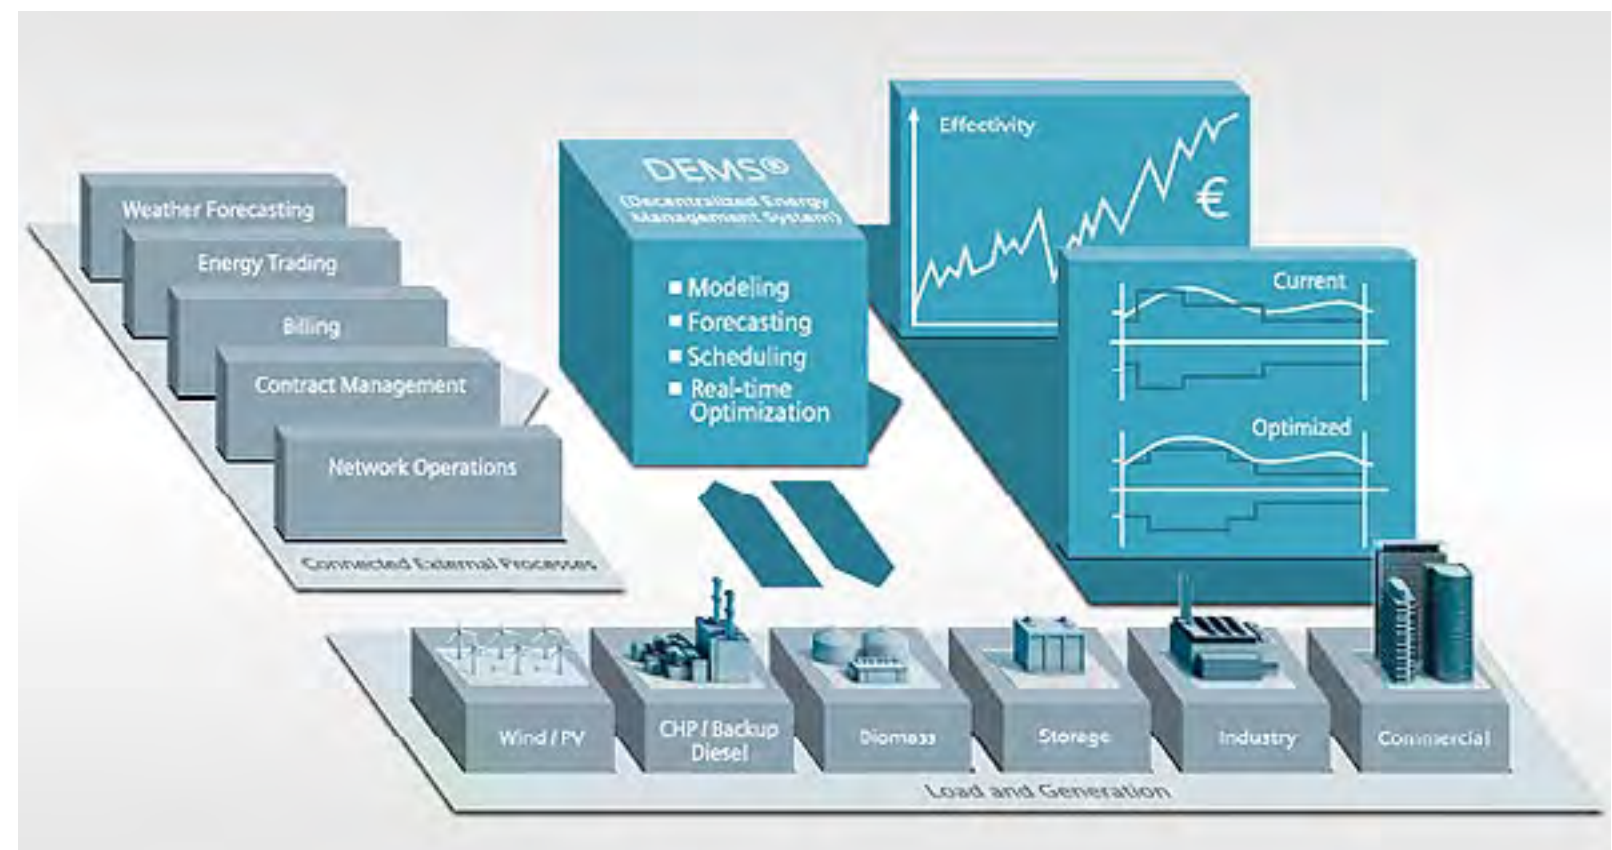 Weather Forecasting
Energy Trading
Billing
Contract Management
Network Operations
Connected External Processes
DEMS®
(Decentralized Energy
Management System)
■ Modeling
■ Forecasting
■ Scheduling
■ Real-time
Optimization
Effectivity
€
Current
Optimized
Wind / PV
CHP / Backup
Diesel
Biomass
Storage
Industry
Commercial
Load and Generation